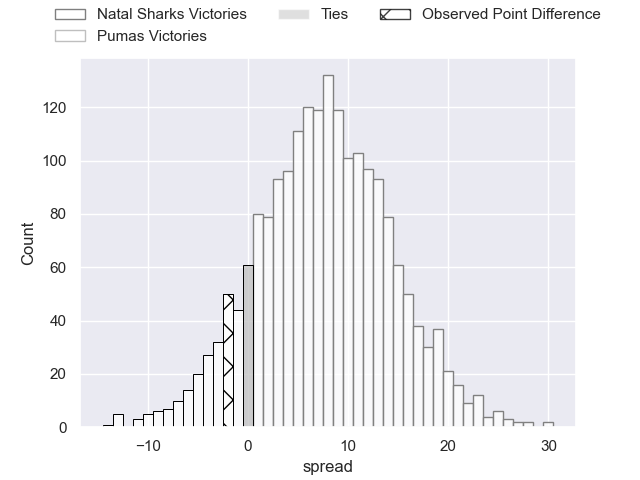 Natal Sharks Victories
Ties
Observed Point Difference
Pumas Victories
120
100
80
60
40
20
0
Count
−10
0
10
20
30
spread